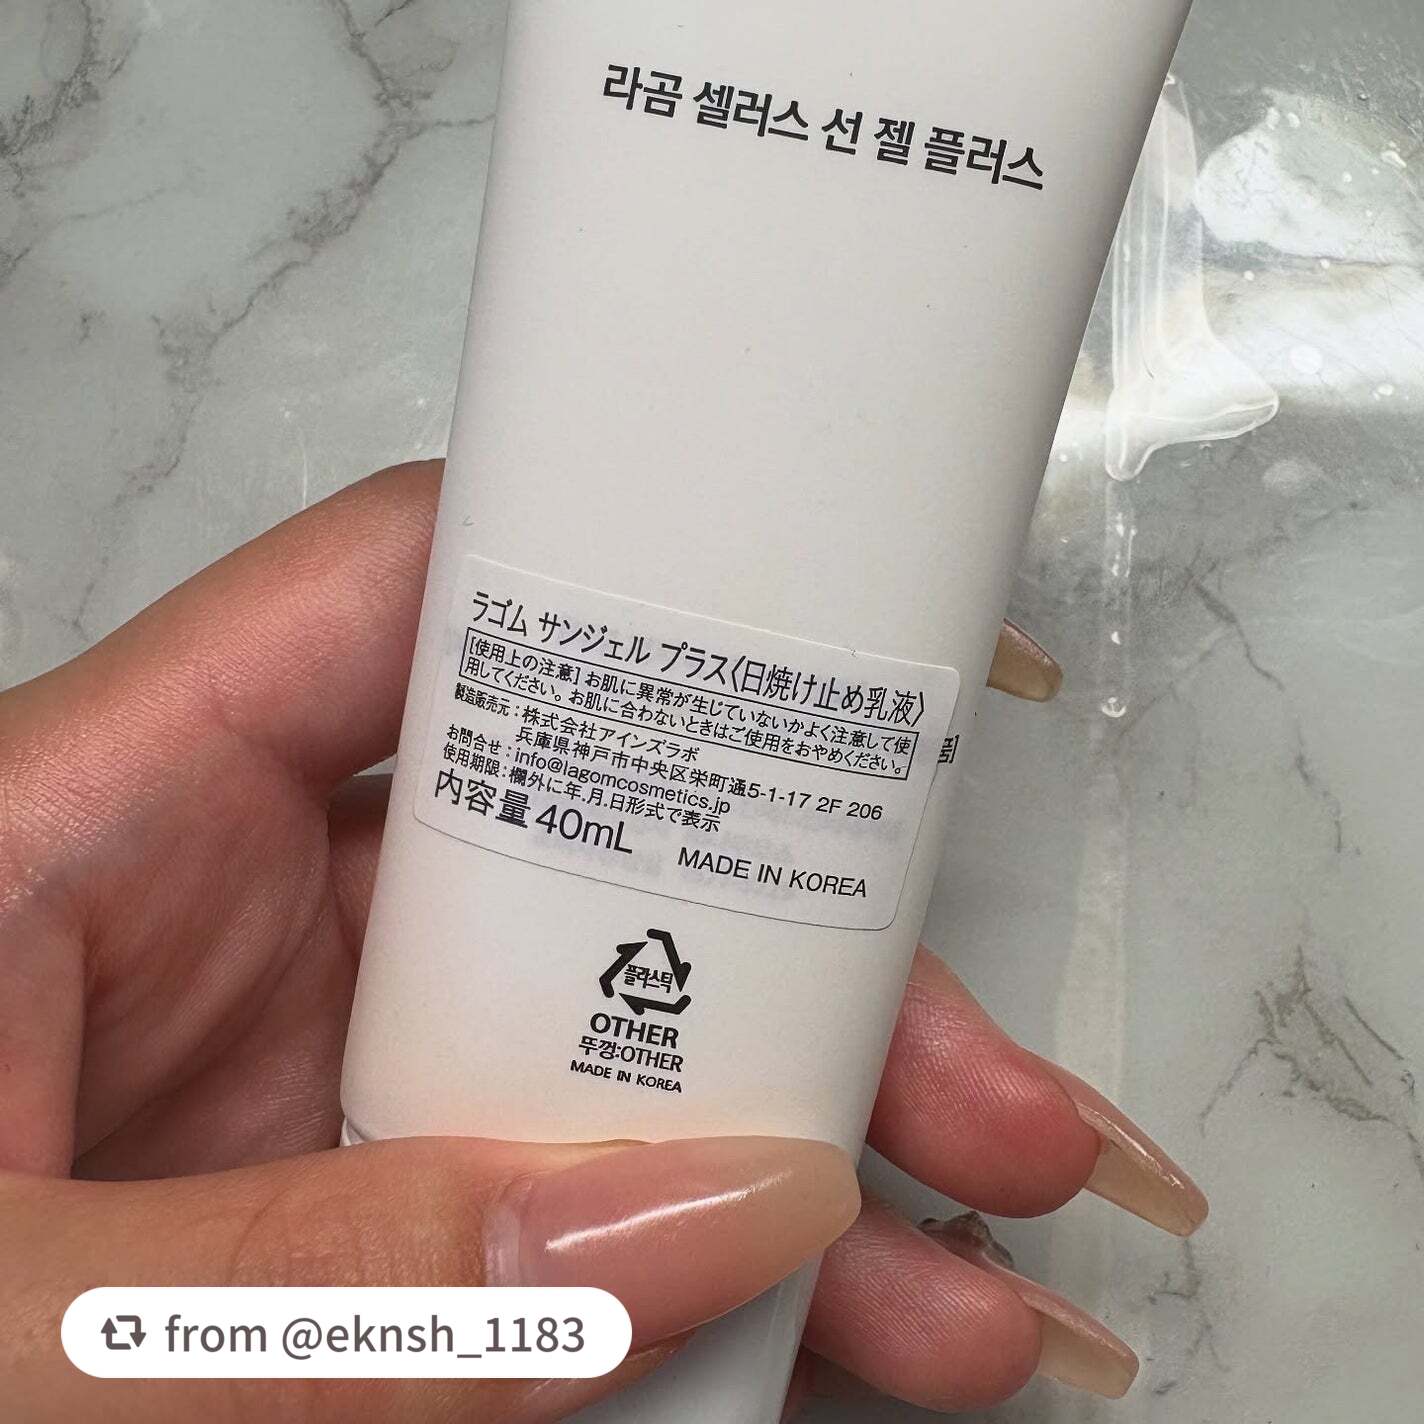 라곰 셀러스 선 젤 플러스
ラゴム サンジェル プラス〈日焼け止め乳液〉
[使用上の注意] お肌に異常が生じていないかよく注意して使
用してください。お肌に合わないときはご使用をおやめください。
製造販売元:株式会社アインズラボ
兵庫県神戸市中央区栄町通5-1-17 2F 206
お問合せ:info@lagomcosmetics.jp
使用期限:欄外に年.月.日形式で表示
内容量 40mL
MADE IN KOREA
플라스틱
OTHER
뚜껑:OTHER
MADE IN KOREA
from @eknsh_1183